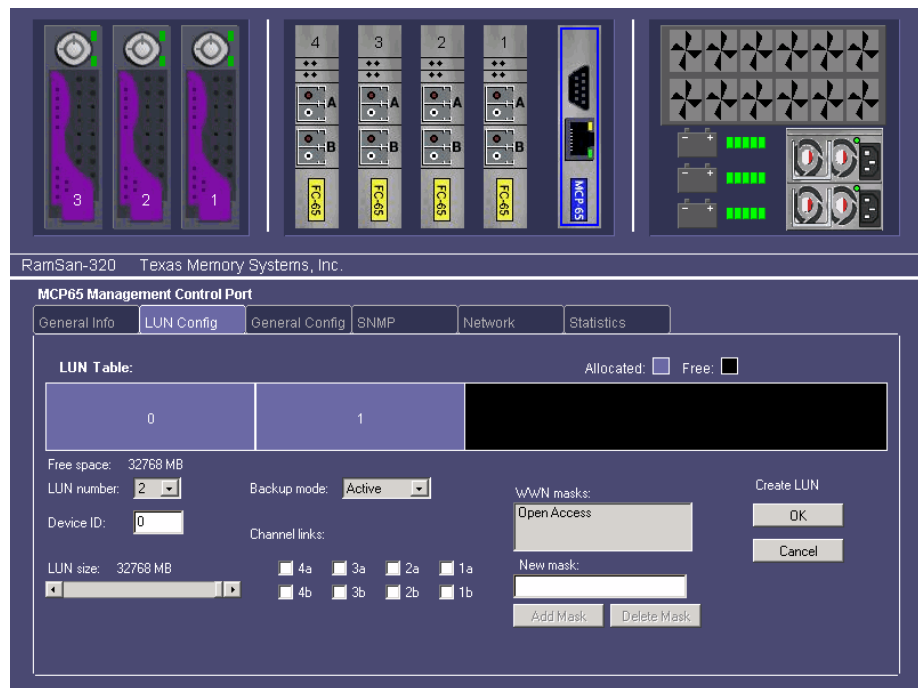 4 3 2 1
A A A A
B B B B
3 2 1
FC-65 FC-65 FC-65 FC-65 MCP-65
- +
- +
- +
RamSan-320 Texas Memory Systems, Inc.
MCP65 Management Control Port
General Info LUN Config General Config SNMP Network Statistics
LUN Table: Allocated: Free:
0 1
Free space: 32768 MB
LUN number: 2 Backup mode: Active WWN masks: Create LUN
Open Access
Device ID: 0 OK
Channel links:
Cancel
LUN size: 32768 MB 4a 3a 2a 1a New mask:
4b 3b 2b 1b
Add Mask Delete Mask